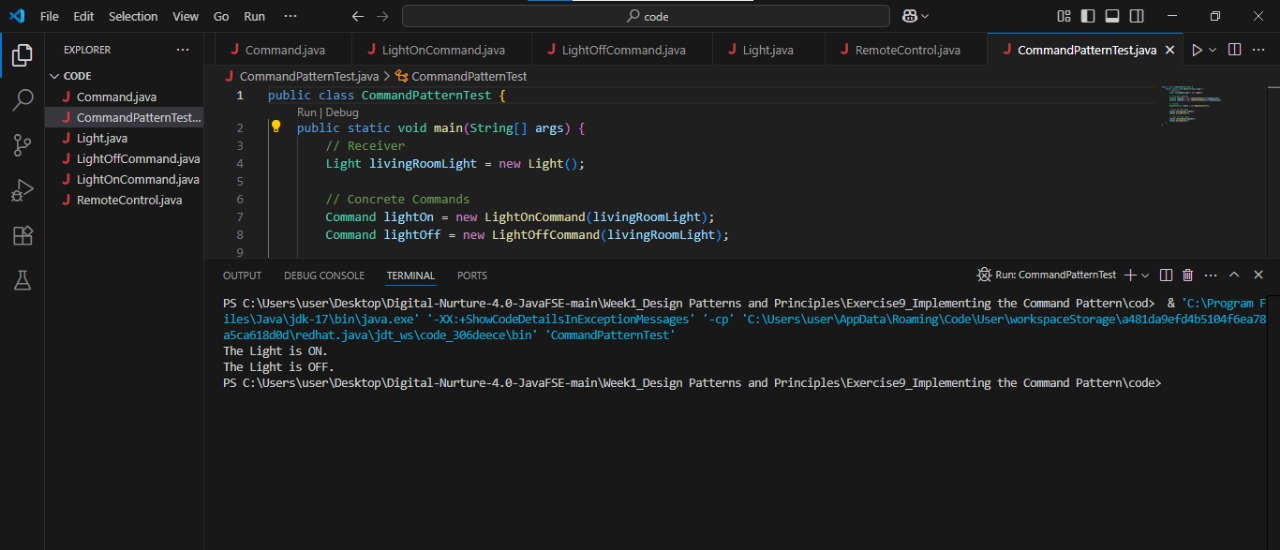 File Edit Selection View Go Run ···
code
EXPLORER ···
CODE
Command.java
CommandPatternTest...
Light.java
LightOffCommand.java
LightOnCommand.java
RemoteControl.java
Command.java LightOnCommand.java LightOffCommand.java Light.java RemoteControl.java CommandPatternTest.java
CommandPatternTest.java > CommandPatternTest
1 public class CommandPatternTest {
Run | Debug
2 public static void main(String[] args) {
3 // Receiver
4 Light livingRoomLight = new Light();
5
6 // Concrete Commands
7 Command lightOn = new LightOnCommand(livingRoomLight);
8 Command lightOff = new LightOffCommand(livingRoomLight);
9
OUTPUT DEBUG CONSOLE TERMINAL PORTS Run: CommandPatternTest
PS C:\Users\user\Desktop\Digital-Nurture-4.0-JavaFSE-main\Week1_Design Patterns and Principles\Exercise9_Implementing the Command Pattern\cod> & 'C:\Program F
iles\Java\jdk-17\bin\java.exe' '-XX:+ShowCodeDetailsInExceptionMessages' '-cp' 'C:\Users\user\AppData\Roaming\Code\User\workspaceStorage\a481da9efd4b5104f6ea78
a5ca618d0d\redhat.java\jdt_ws\code_306deece\bin' 'CommandPatternTest'
The Light is ON.
The Light is OFF.
PS C:\Users\user\Desktop\Digital-Nurture-4.0-JavaFSE-main\Week1_Design Patterns and Principles\Exercise9_Implementing the Command Pattern\code>